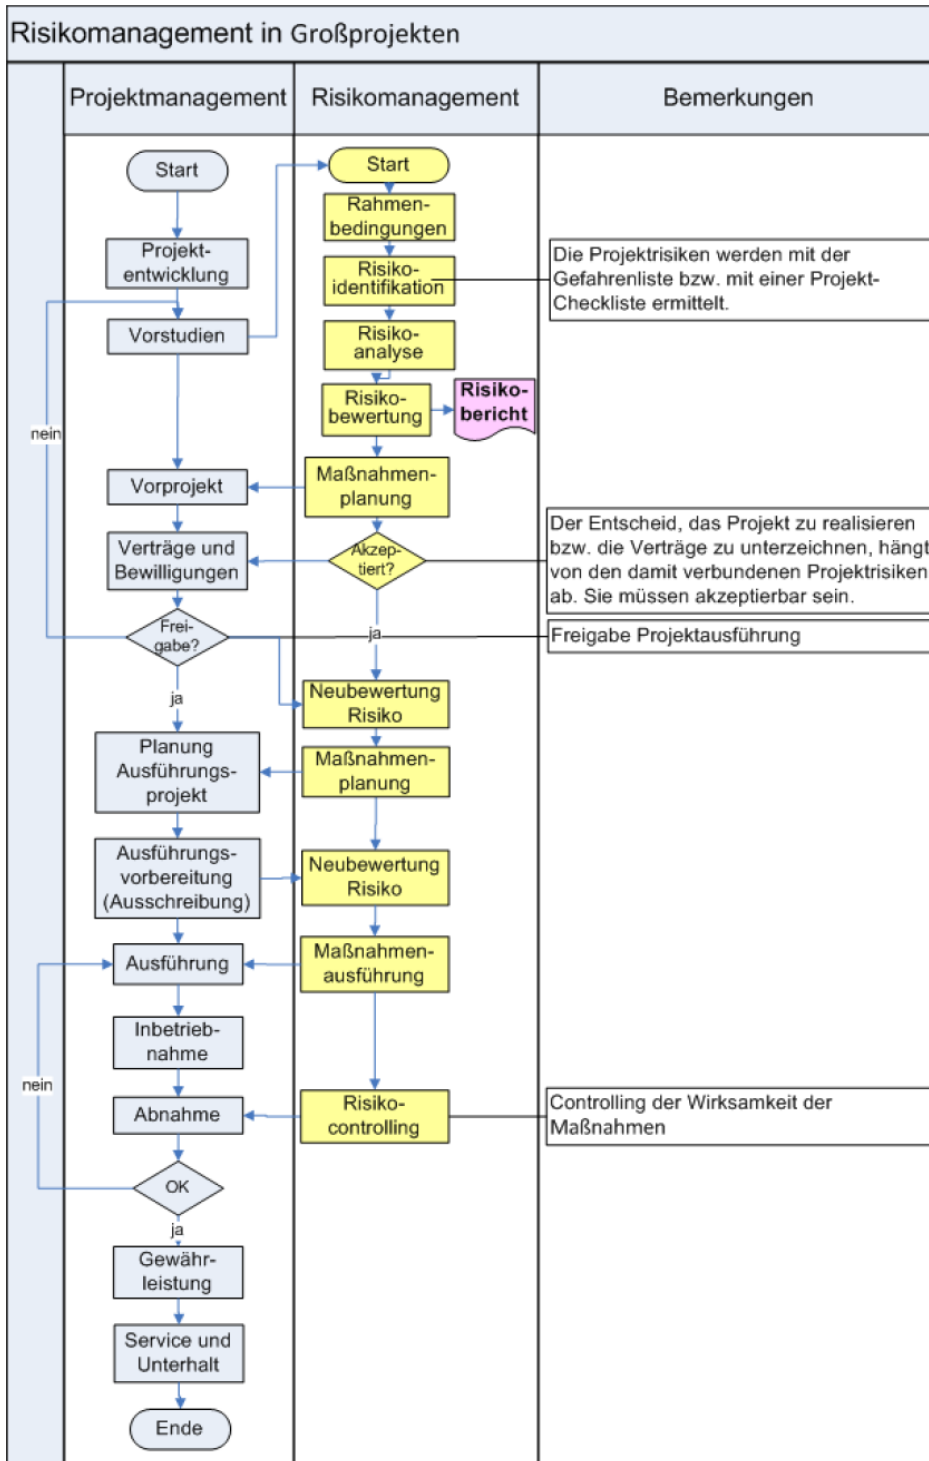 Risikomanagement in Großprojekten
Projektmanagement
Risikomanagement
Bemerkungen
Start
Start
Rahmen-
bedingungen
Projekt-
entwicklung
Risiko-
identifikation
Die Projektrisiken werden mit der
Gefahrenliste bzw. mit einer Projekt-
Checkliste ermittelt.
Vorstudien
Risiko-
analyse
Risiko-
bewertung
Risiko-
bericht
nein
Vorprojekt
Maßnahmen-
planung
Verträge und
Bewilligungen
Akzep-
tiert?
Der Entscheid, das Projekt zu realisieren
bzw. die Verträge zu unterzeichnen, hängt
von den damit verbundenen Projektrisiken
ab. Sie müssen akzeptierbar sein.
Frei-
gabe?
ja
Freigabe Projektausführung
ja
Neubewertung
Risiko
Planung
Ausführungs-
projekt
Maßnahmen-
planung
Ausführungs-
vorbereitung
(Ausschreibung)
Neubewertung
Risiko
Ausführung
Maßnahmen-
ausführung
Inbetrieb-
nahme
nein
Abnahme
Risiko-
controlling
Controlling der Wirksamkeit der
Maßnahmen
OK
ja
Gewähr-
leistung
Service und
Unterhalt
Ende